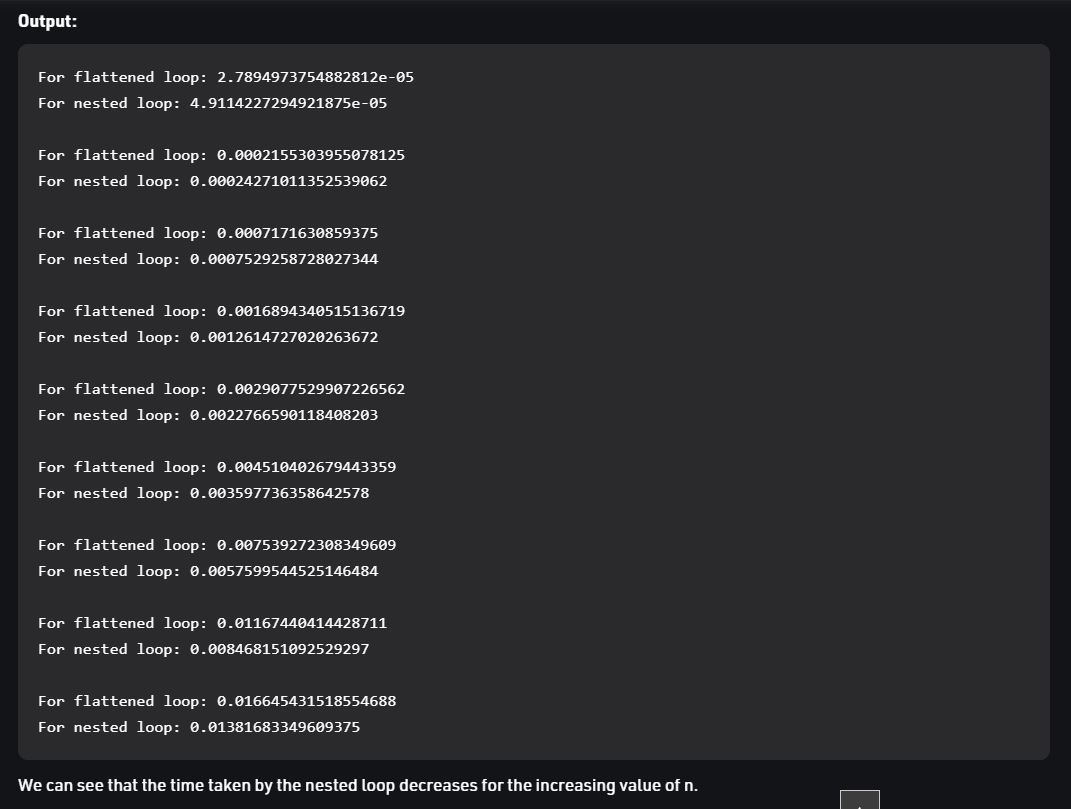 Output:
For flattened loop: 2.7894973754882812e-05
For nested loop: 4.9114227294921875e-05
For flattened loop: 0.0002155303955078125
For nested loop: 0.00024271011352539062
For flattened loop: 0.0007171630859375
For nested loop: 0.0007529258728027344
For flattened loop: 0.0016894340515136719
For nested loop: 0.0012614727020263672
For flattened loop: 0.0029077529907226562
For nested loop: 0.0022766590118408203
For flattened loop: 0.004510402679443359
For nested loop: 0.003597736358642578
For flattened loop: 0.007539272308349609
For nested loop: 0.0057599544525146484
For flattened loop: 0.01167440414428711
For nested loop: 0.008468151092529297
For flattened loop: 0.016645431518554688
For nested loop: 0.01381683349609375
We can see that the time taken by the nested loop decreases for the increasing value of n.